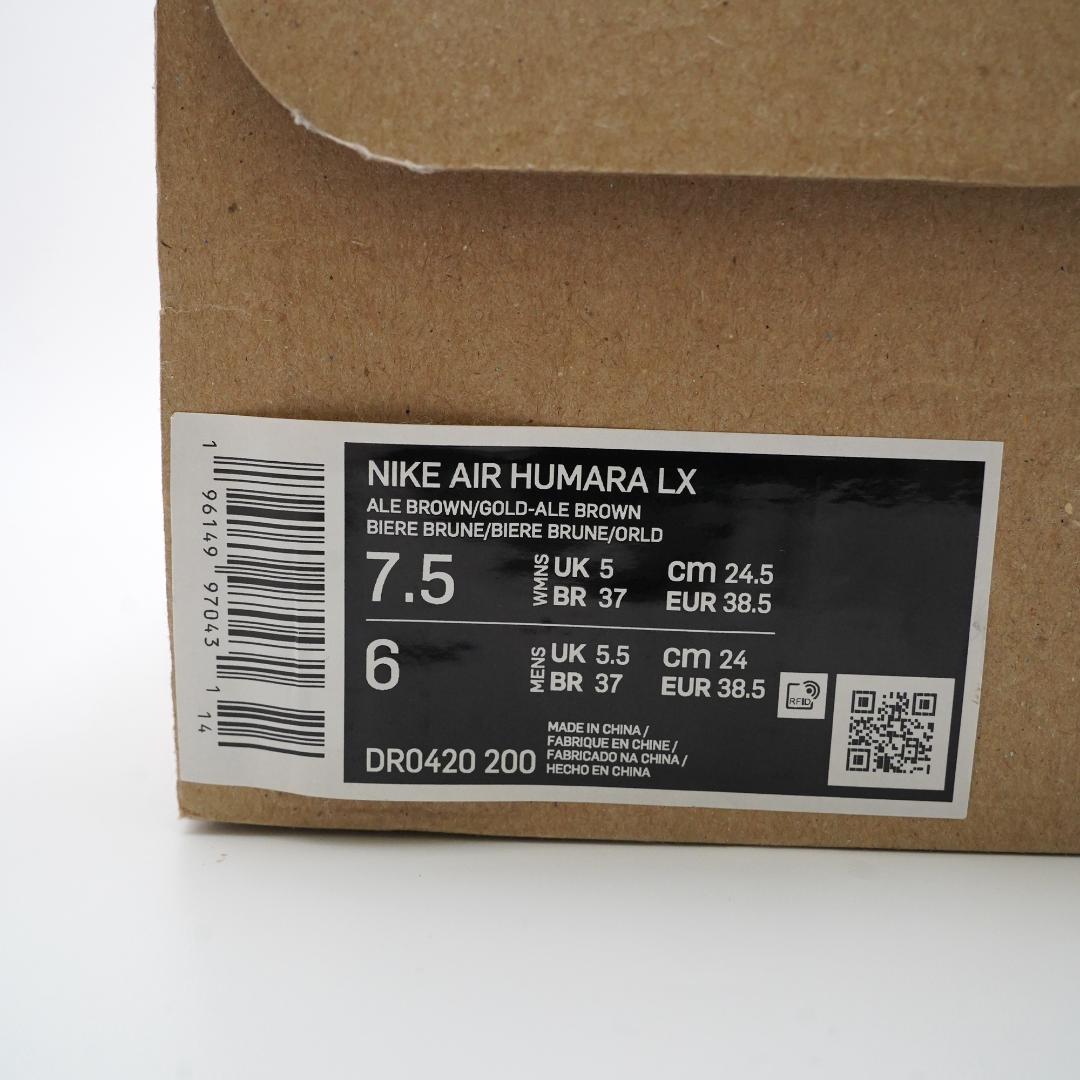 NIKE AIR HUMARA LX
ALE BROWN/GOLD-ALE BROWN
BIERE BRUNE/BIERE BRUNE/ORLD
7.5 WMNS UK 5 cm 24.5
BR 37 EUR 38.5
6 MENS UK 5.5 cm 24
BR 37 EUR 38.5
RFID
DR0420 200
MADE IN CHINA /
FABRIQUE EN CHINE /
FABRICADO NA CHINA /
HECHO EN CHINA
1 96149 97043 1 14